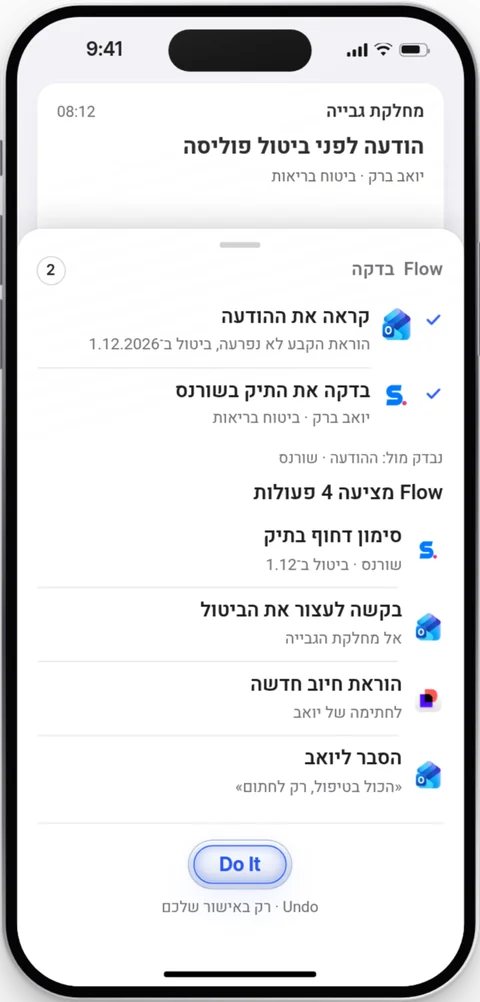 9:41
מחלקת גבייה 08:12
הודעה לפני ביטול פוליסה
יואב ברק · ביטוח בריאות
Flow בדקה 2
קראה את ההודעה
הוראת הקבע לא נפרעה, ביטול ב־1.12.2026
בדקה את התיק בשורנס
יואב ברק · ביטוח בריאות
נבדק מול: ההודעה · שורנס
Flow מציעה 4 פעולות
סימון דחוף בתיק
שורנס · ביטול ב־1.12
בקשה לעצור את הביטול
אל מחלקת הגבייה
הוראת חיוב חדשה
לחתימה של יואב
הסבר ליואב
«הכול בטיפול, רק לחתום»
Do It
רק באישור שלכם · Undo